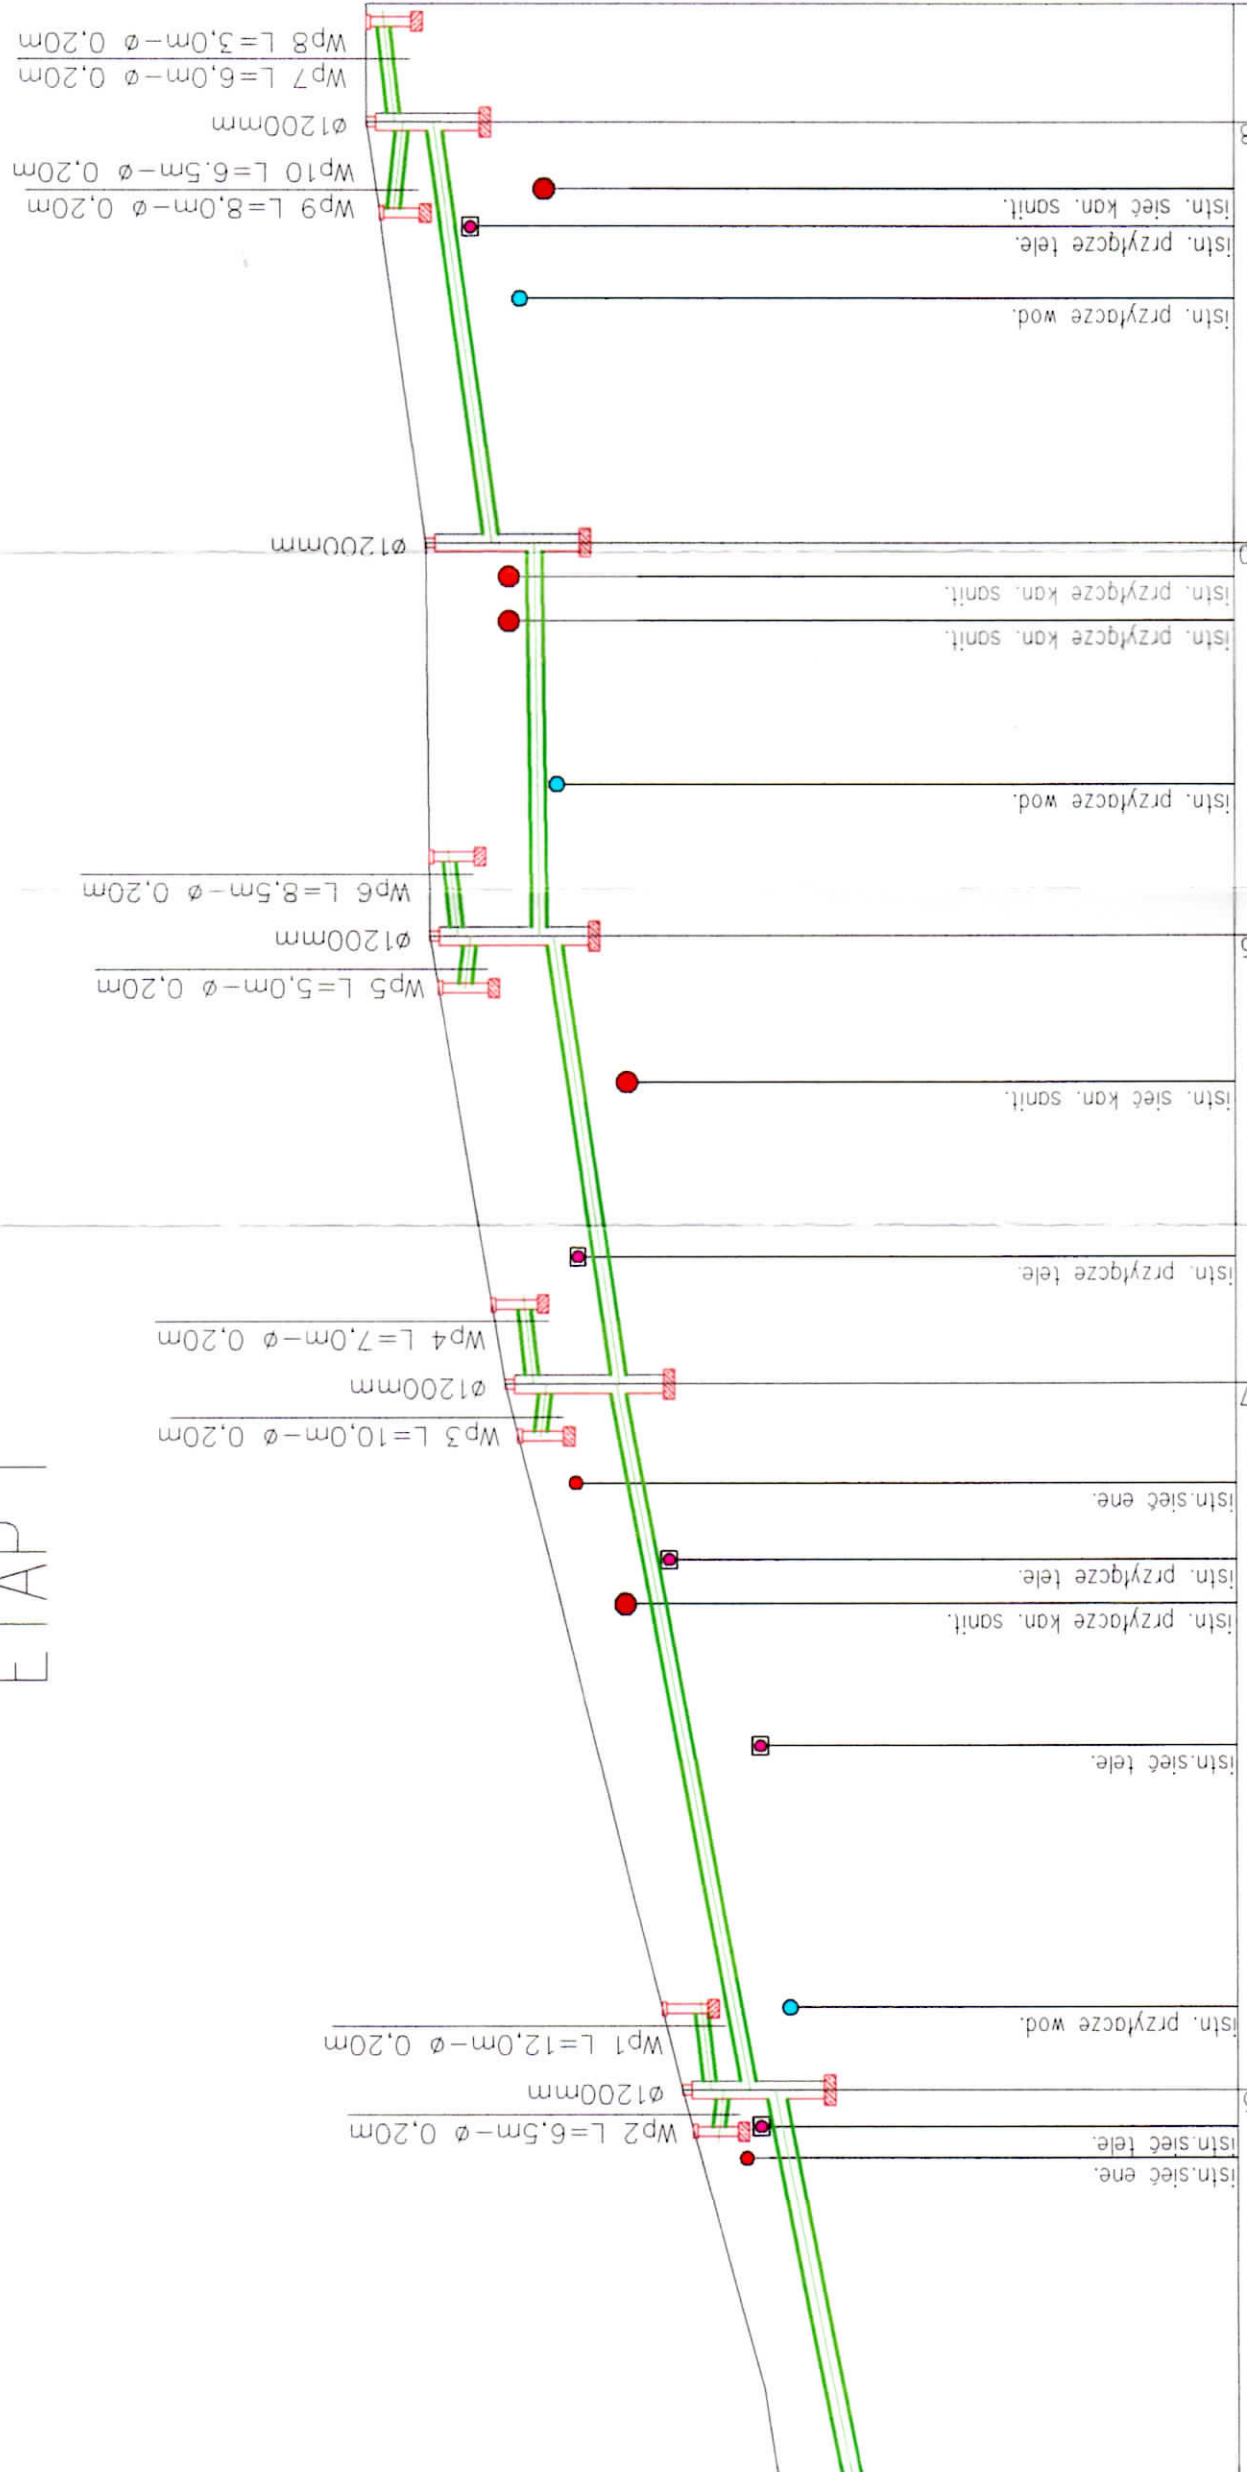 istn.sieć ene.
istn.sieć tele.
Wp2 L=6,5m-ø 0,20m
ø1200mm
Wp1 L=12,0m-ø 0,20m
istn. przyłącze wod.
istn.sieć tele.
ETAP I
istn. przyłącze kan. sanit.
istn. przyłącze tele.
istn.sieć ene.
Wp3 L=10,0m-ø 0,20m
ø1200mm
Wp4 L=7,0m-ø 0,20m
istn. przyłącze tele.
istn. sieć kan. sanit.
Wp5 L=5,0m-ø 0,20m
ø1200mm
Wp6 L=8,5m-ø 0,20m
istn. przyłącze wod.
istn. przyłącze kan. sanit.
istn. przyłącze kan. sanit.
ø1200mm
istn. przyłącze wod.
istn. przyłącze tele.
istn. sieć kan. sanit.
Wp9 L=8,0m-ø 0,20m
Wp10 L=6.5m-ø 0,20m
ø1200mm
Wp7 L=6,0m-ø 0,20m
Wp8 L=3,0m-ø 0,20m